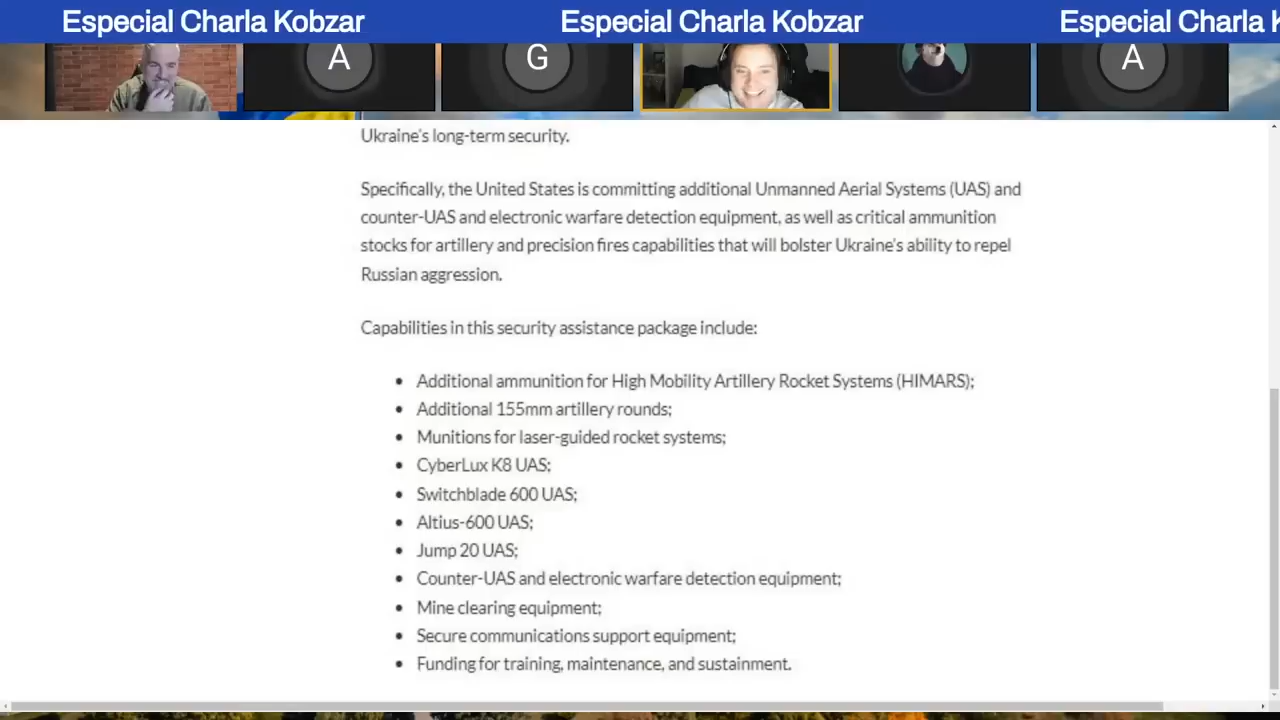 Especial Charla Kobzar Especial Charla Kobzar Especial Charla K
A G A
Ukraine's long-term security.
Specifically, the United States is committing additional Unmanned Aerial Systems (UAS) and
counter-UAS and electronic warfare detection equipment, as well as critical ammunition
stocks for artillery and precision fires capabilities that will bolster Ukraine's ability to repel
Russian aggression.
Capabilities in this security assistance package include:
• Additional ammunition for High Mobility Artillery Rocket Systems (HIMARS);
• Additional 155mm artillery rounds;
• Munitions for laser-guided rocket systems;
• CyberLux K8 UAS;
• Switchblade 600 UAS;
• Altius-600 UAS;
• Jump 20 UAS;
• Counter-UAS and electronic warfare detection equipment;
• Mine clearing equipment;
• Secure communications support equipment;
• Funding for training, maintenance, and sustainment.